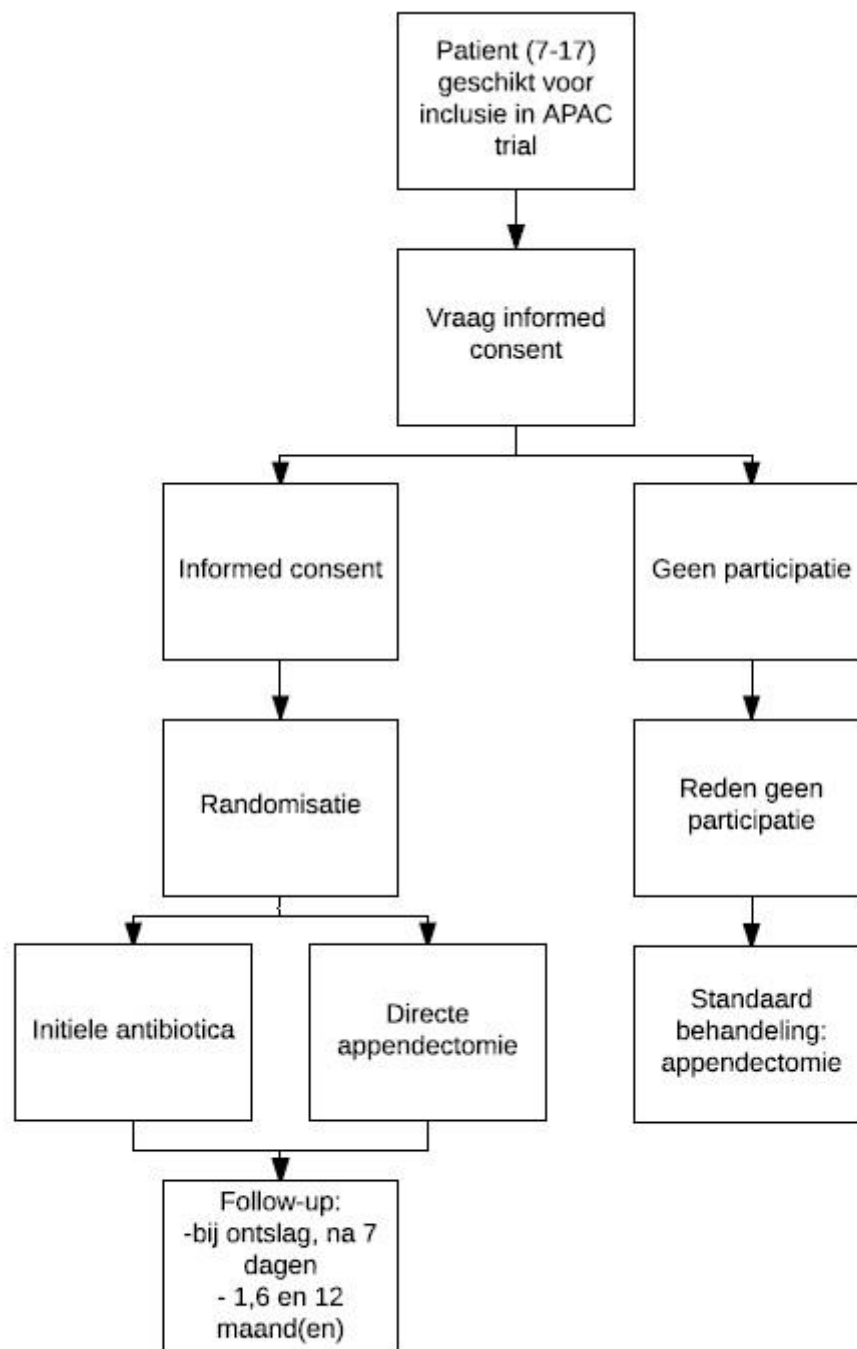 Patient (7-17)
geschikt voor
inclusie in APAC
trial
Vraag informed
consent
Informed consent
Geen participatie
Randomisatie
Reden geen
participatie
Initiele antibiotica
Directe
appendectomie
Standaard
behandeling:
appendectomie
Follow-up:
-bij ontslag, na 7
dagen
- 1,6 en 12
maand(en)